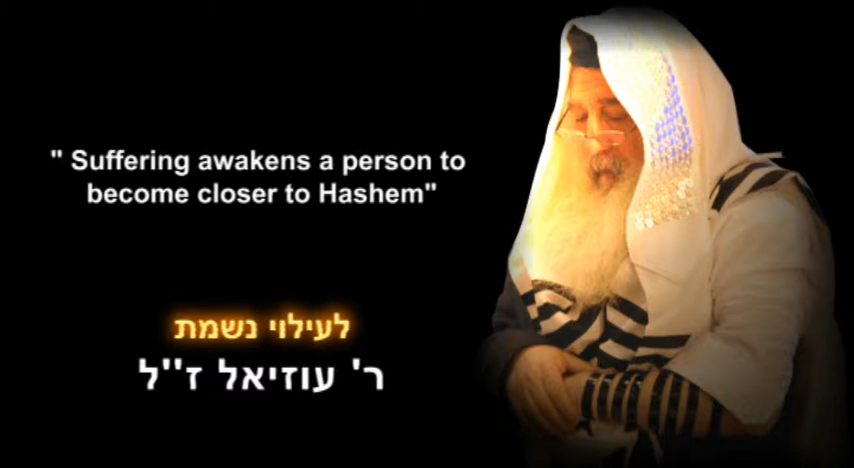 " Suffering awakens a person to
become closer to Hashem"
לעילוי נשמת
ר' עוזיאל ז''ל